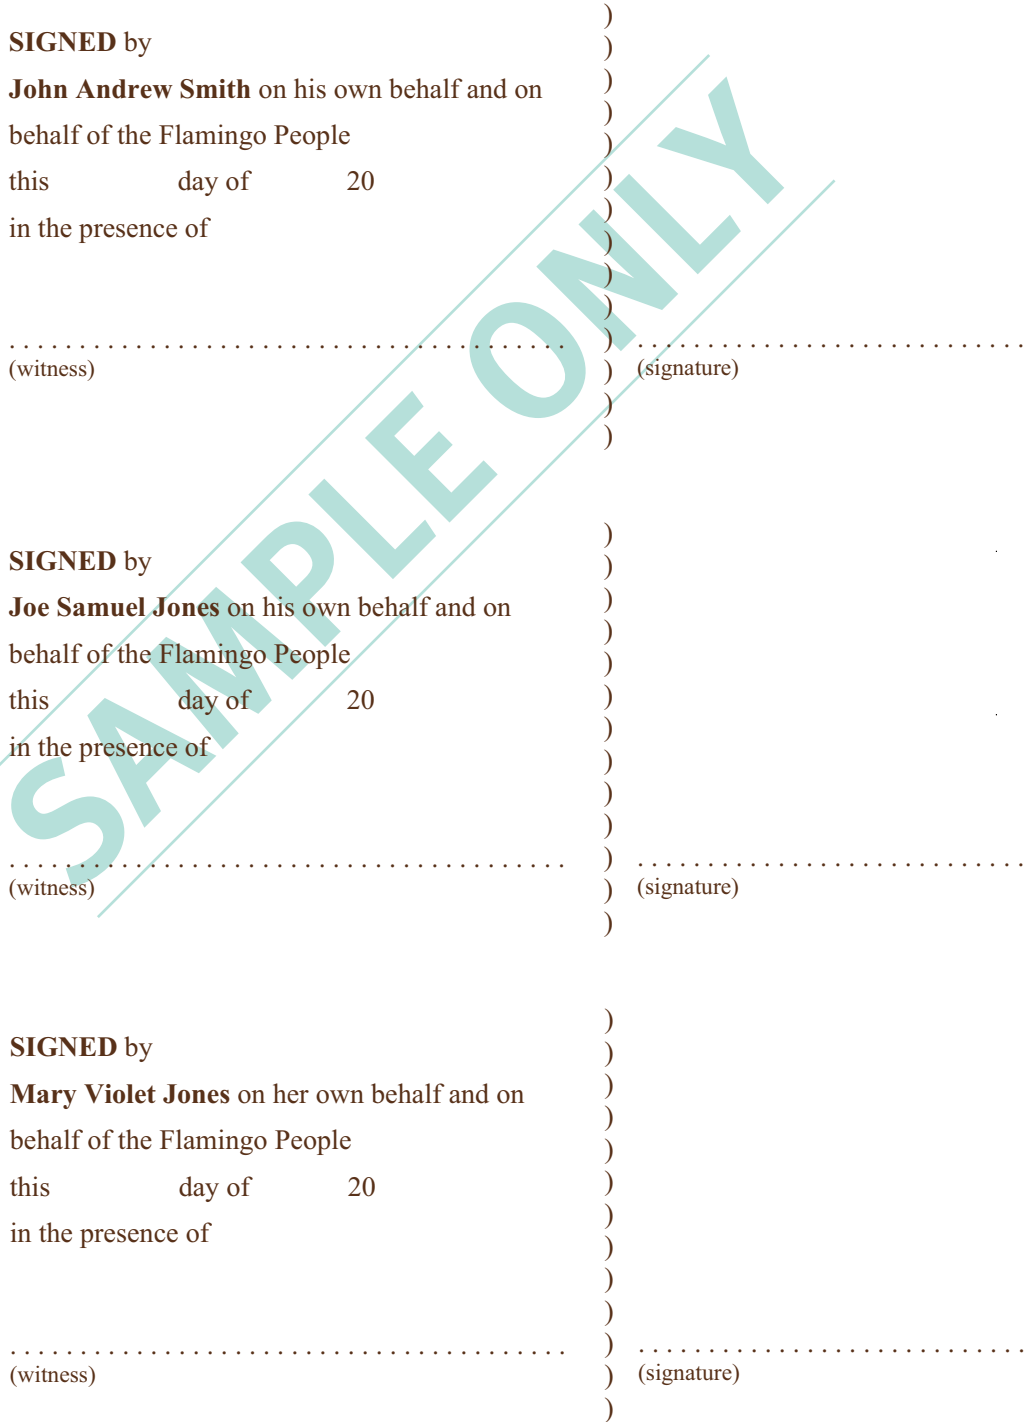 SIGNED by
John Andrew Smith on his own behalf and on
behalf of the Flamingo People
this day of 20
in the presence of
)
)
)
)
)
)
)
)
)
)
)
)
)
)
. . . . . . . . . . . . . . . . . . . . . . . . . . . . . . . . . . . . . . . . . . . . . . . . . . . . . . . . . . . . . . . . . . . .
(witness) (signature)
SIGNED by
Joe Samuel Jones on his own behalf and on
behalf of the Flamingo People
this day of 20
in the presence of
)
)
)
)
)
)
)
)
)
)
)
)
)
. . . . . . . . . . . . . . . . . . . . . . . . . . . . . . . . . . . . . . . . . . . . . . . . . . . . . . . . . . . . . . . . . . . .
(witness) (signature)
SIGNED by
Mary Violet Jones on her own behalf and on
behalf of the Flamingo People
this day of 20
in the presence of
)
)
)
)
)
)
)
)
)
)
)
)
)
. . . . . . . . . . . . . . . . . . . . . . . . . . . . . . . . . . . . . . . . . . . . . . . . . . . . . . . . . . . . . . . . . . . .
(witness) (signature)
SAMPLE ONLY